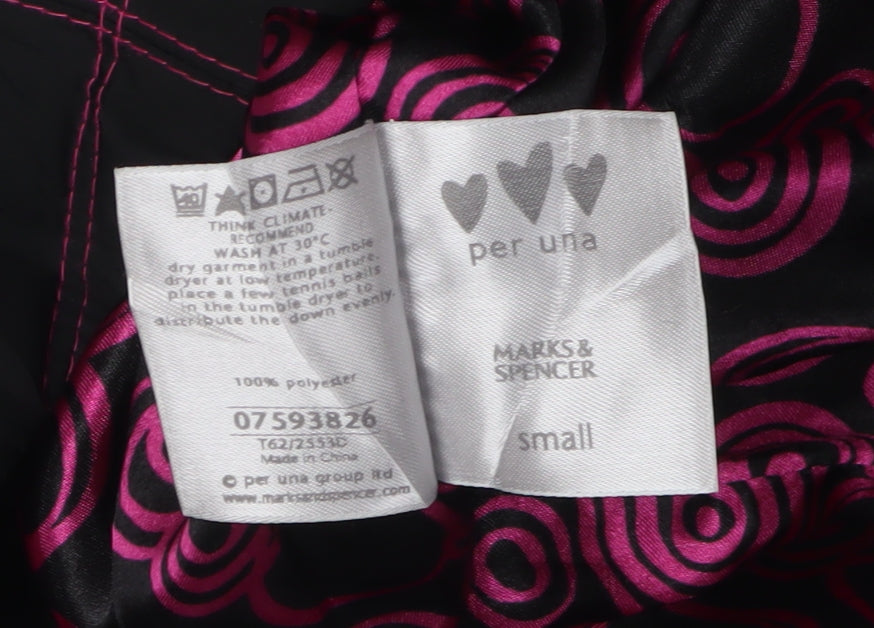 40
THINK CLIMATE-
RECOMMEND
WASH AT 30°C
dry garment in a tumble
dryer at low temperature.
place a few tennis balls
in the tumble dryer to
distribute the down evenly.
100% polyester
07593826
T62/2553D
Made in China
© per una group ltd
www.marksandspencer.com
per una
MARKS &
SPENCER
small